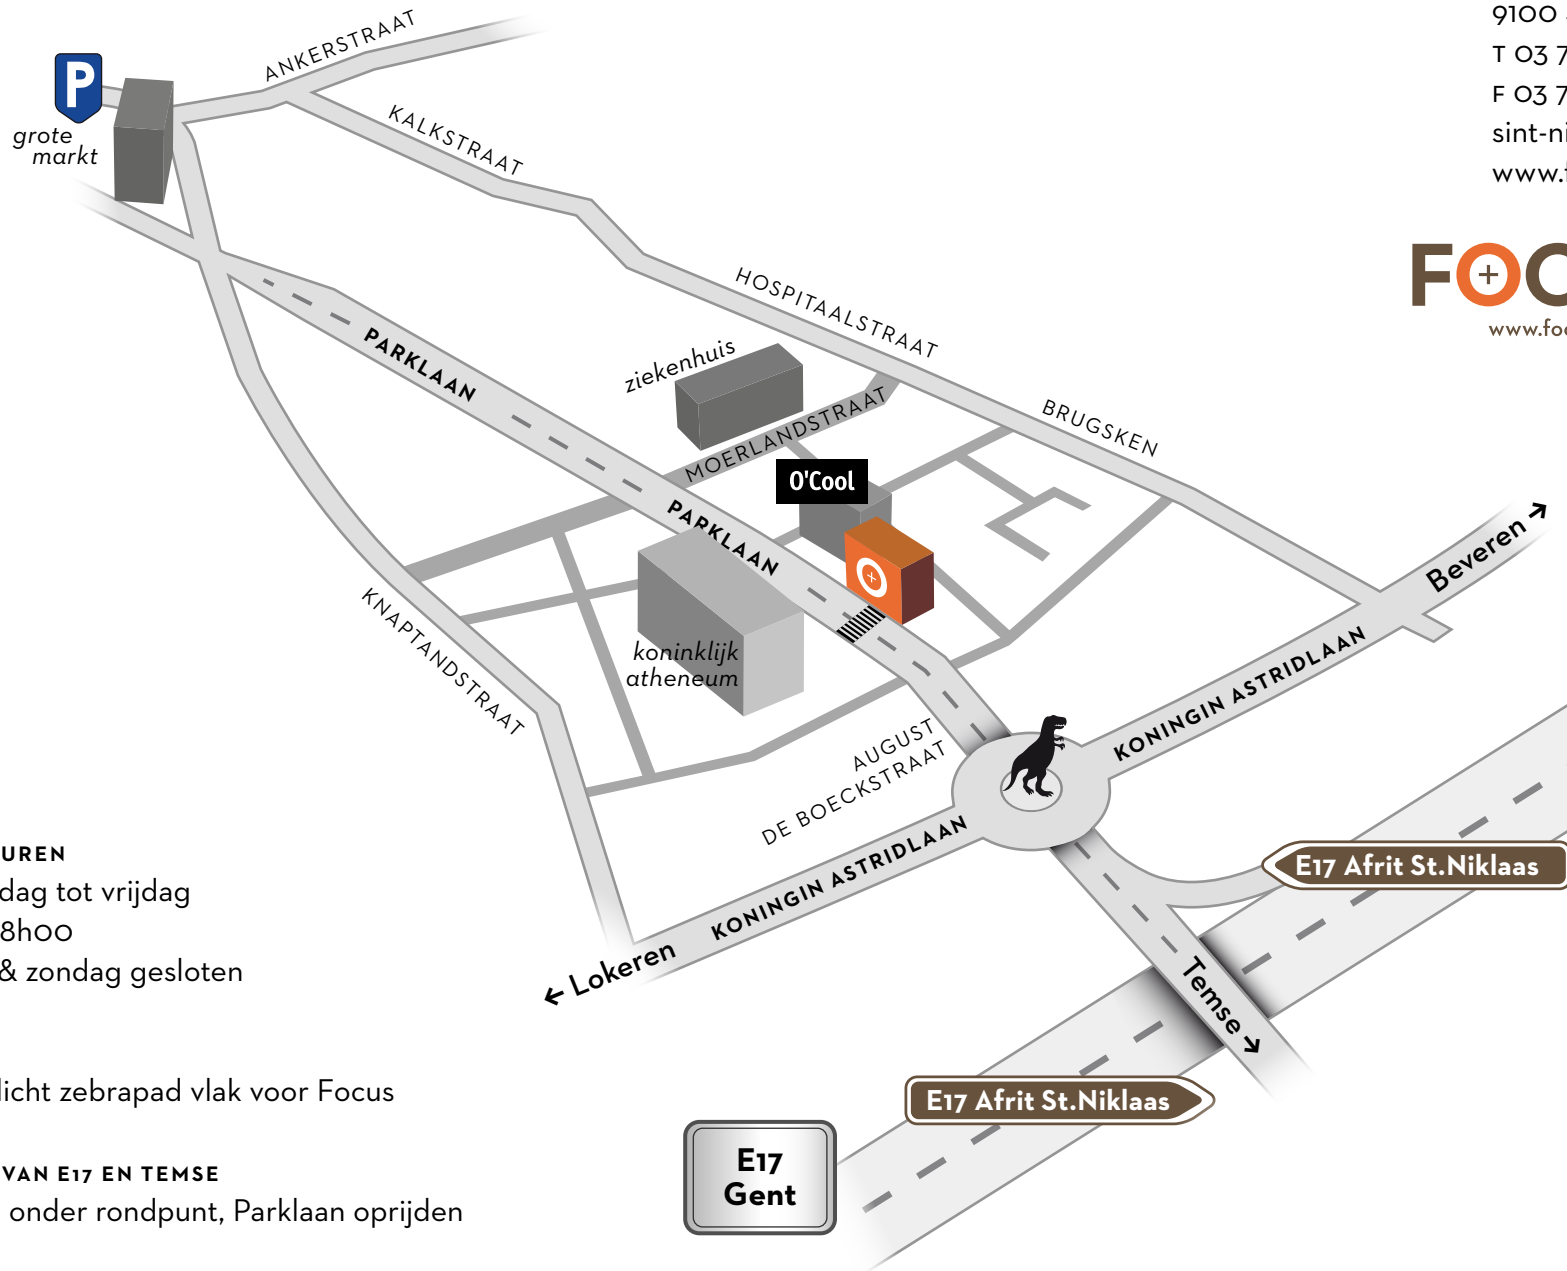 9100
T 03 7
F 03 7
sint-ni
www.f
FOC
www.foc
P
grote
markt
ANKERSTRAAT
KALKSTRAAT
HOSPITAALSTRAAT
PARKLAAN
ziekenhuis
MOERLANDSTRAAT
BRUGSKEN
O'Cool
PARKLAAN
Beveren →
KNAPTANDSTRAAT
koninklijk
atheneum
KONINGIN ASTRIDLAAN
AUGUST
DE BOECKSTRAAT
KONINGIN ASTRIDLAAN
← Lokeren
E17 Afrit St.Niklaas
Temse →
E17 Afrit St.Niklaas
E17
Gent
UREN
dag tot vrijdag
8h00
& zondag gesloten
licht zebrapad vlak voor Focus
VAN E17 EN TEMSE
onder rondpunt, Parklaan oprijden